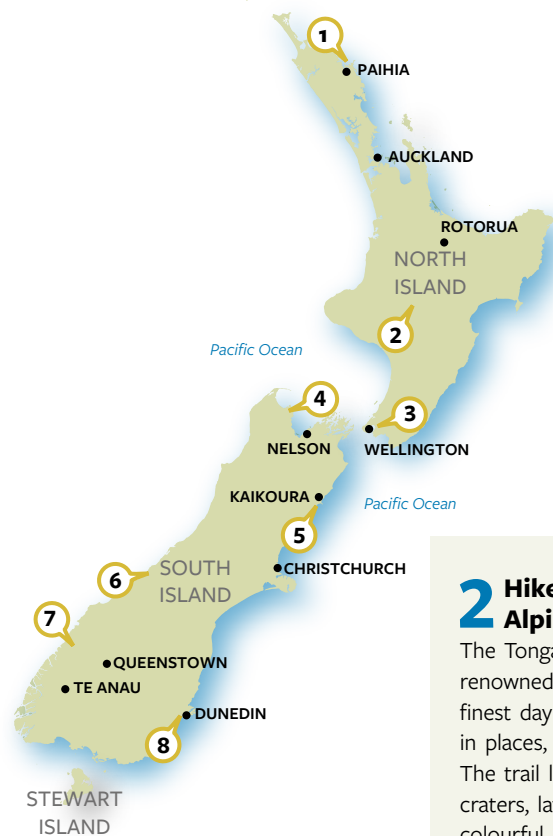 1
PAIHIA
AUCKLAND
ROTORUA
NORTH
ISLAND
2
Pacific Ocean
4
3
NELSON
WELLINGTON
KAIKOURA
Pacific Ocean
5
CHRISTCHURCH
6
SOUTH
ISLAND
7
QUEENSTOWN
TE ANAU
DUNEDIN
8
STEWART
ISLAND
2 Hike
Alpi
The Tonga
renowned
finest day
in places,
The trail l
craters, la
colourful